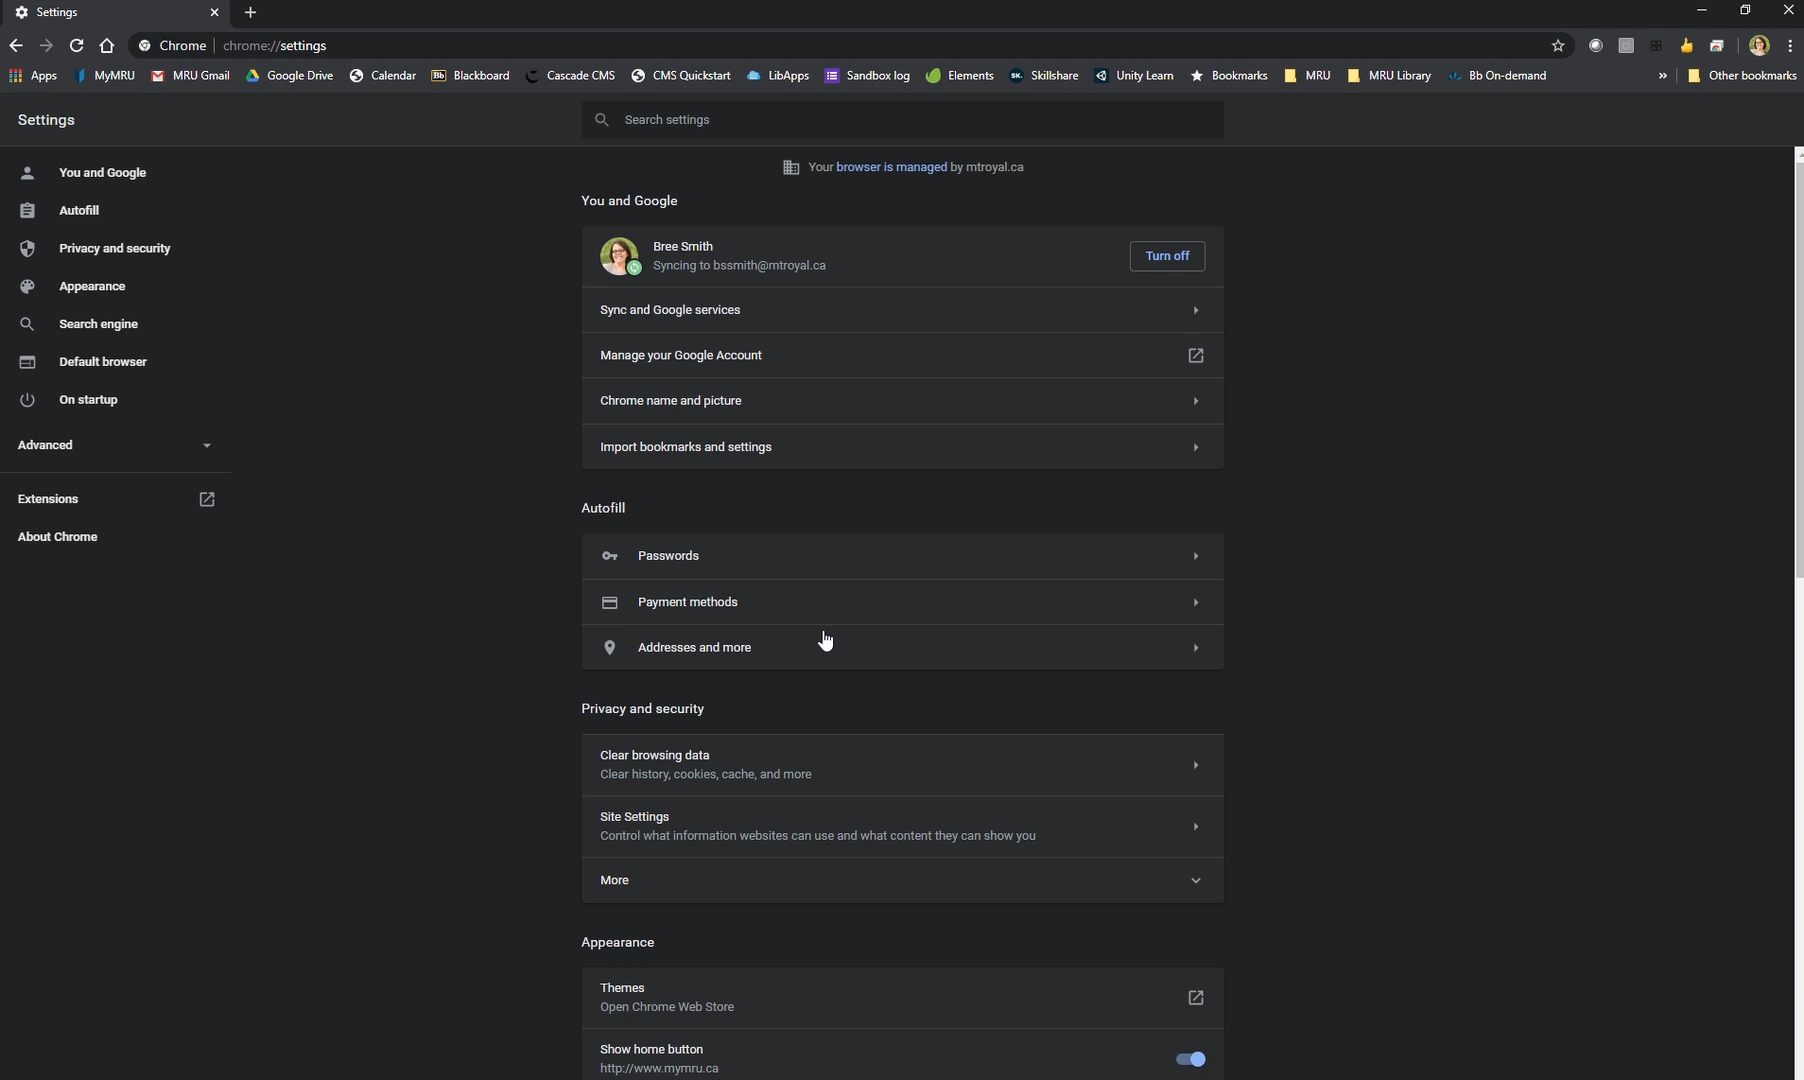 Settings
Chrome | chrome://settings
Apps MyMRU MRU Gmail Google Drive Calendar Bb Blackboard Cascade CMS CMS Quickstart LibApps Sandbox log Elements SK. Skillshare Unity Learn Bookmarks MRU MRU Library Bb On-demand » Other bookmarks
Settings
Search settings
Your browser is managed by mtroyal.ca
You and Google
Autofill
Privacy and security
Appearance
Search engine
Default browser
On startup
Advanced
Extensions
About Chrome
You and Google
Bree Smith
Syncing to bssmith@mtroyal.ca
Turn off
Sync and Google services
Manage your Google Account
Chrome name and picture
Import bookmarks and settings
Autofill
Passwords
Payment methods
Addresses and more
Privacy and security
Clear browsing data
Clear history, cookies, cache, and more
Site Settings
Control what information websites can use and what content they can show you
More
Appearance
Themes
Open Chrome Web Store
Show home button
http://www.mymru.ca